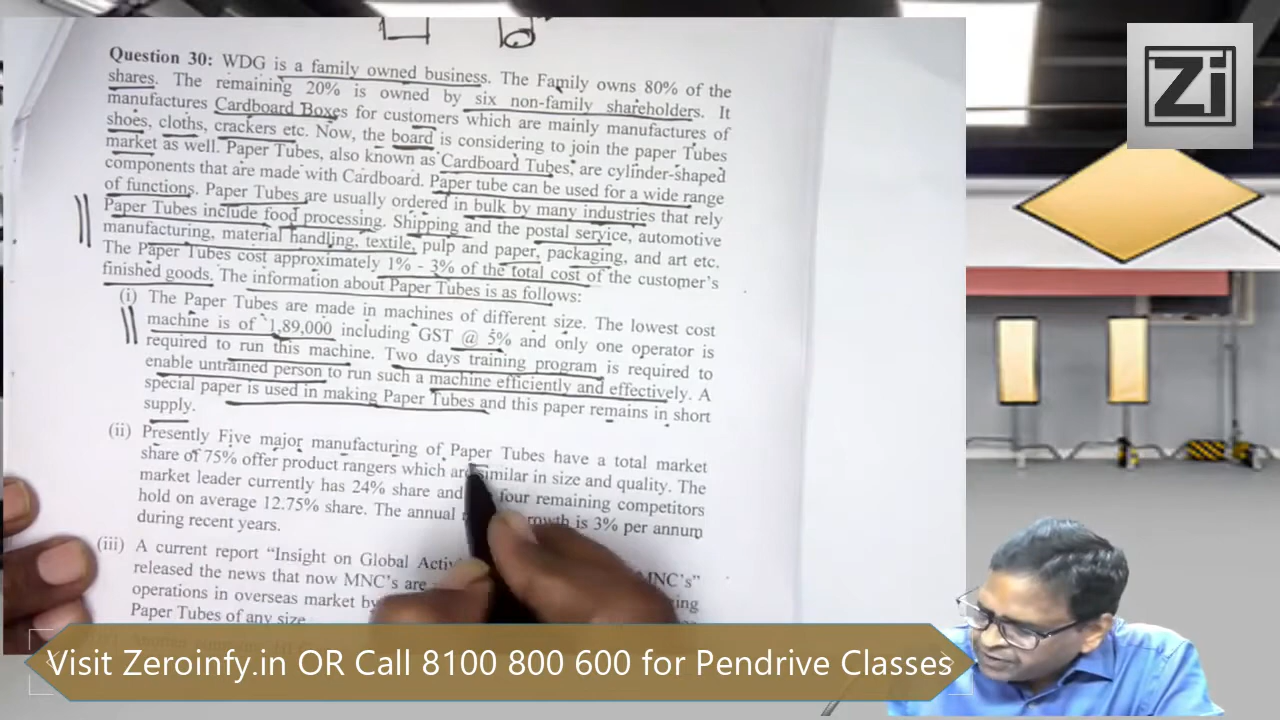 Question 30: WDG is a family owned business. The Family owns 80% of the
shares. The remaining 20% is owned by six non-family shareholders. It
manufactures Cardboard Boxes for customers which are mainly manufactures of
shoes, cloths, crackers etc. Now, the board is considering to join the paper Tubes
market as well. Paper Tubes, also known as Cardboard Tubes, are cylinder-shaped
components that are made with Cardboard. Paper tube can be used for a wide range
of functions. Paper Tubes are usually ordered in bulk by many industries that rely
Paper Tubes include food processing. Shipping and the postal service, automotive
manufacturing, material handling, textile, pulp and paper, packaging, and art etc.
The Paper Tubes cost approximately 1% - 3% of the total cost of the customer's
finished goods. The information about Paper Tubes is as follows:
(i) The Paper Tubes are made in machines of different size. The lowest cost
machine is of ` 1,89,000 including GST @ 5% and only one operator is
required to run this machine. Two days training program is required to
enable untrained person to run such a machine efficiently and effectively. A
special paper is used in making Paper Tubes and this paper remains in short
supply.
(ii) Presently Five major manufacturing of Paper Tubes have a total market
share of 75% offer product rangers which are similar in size and quality. The
market leader currently has 24% share and four remaining competitors
hold on average 12.75% share. The annual growth is 3% per annum
during recent years.
(iii) A current report "Insight on Global MNC's"
released the news that now MNC's are
operations in overseas market by
Paper Tubes of any size
Zi
Visit Zeroinfy.in OR Call 8100 800 600 for Pendrive Classes